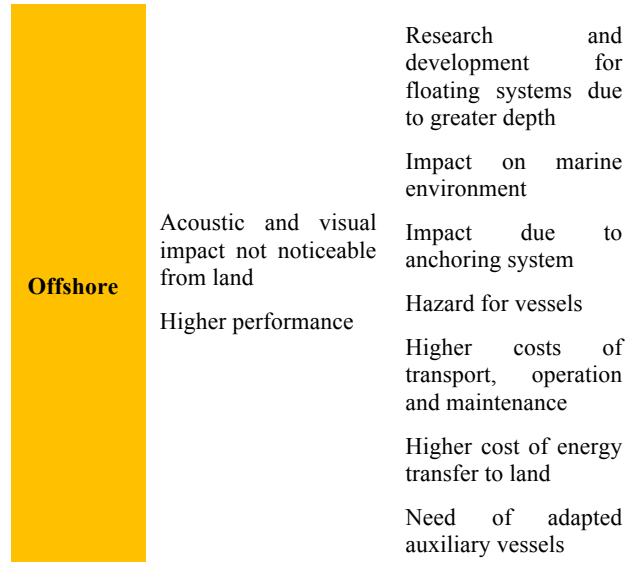 Offshore
Acoustic and visual
impact not noticeable
from land
Higher performance
Research and
development for
floating systems due
to greater depth
Impact on marine
environment
Impact due to
anchoring system
Hazard for vessels
Higher costs of
transport, operation
and maintenance
Higher cost of energy
transfer to land
Need of adapted
auxiliary vessels